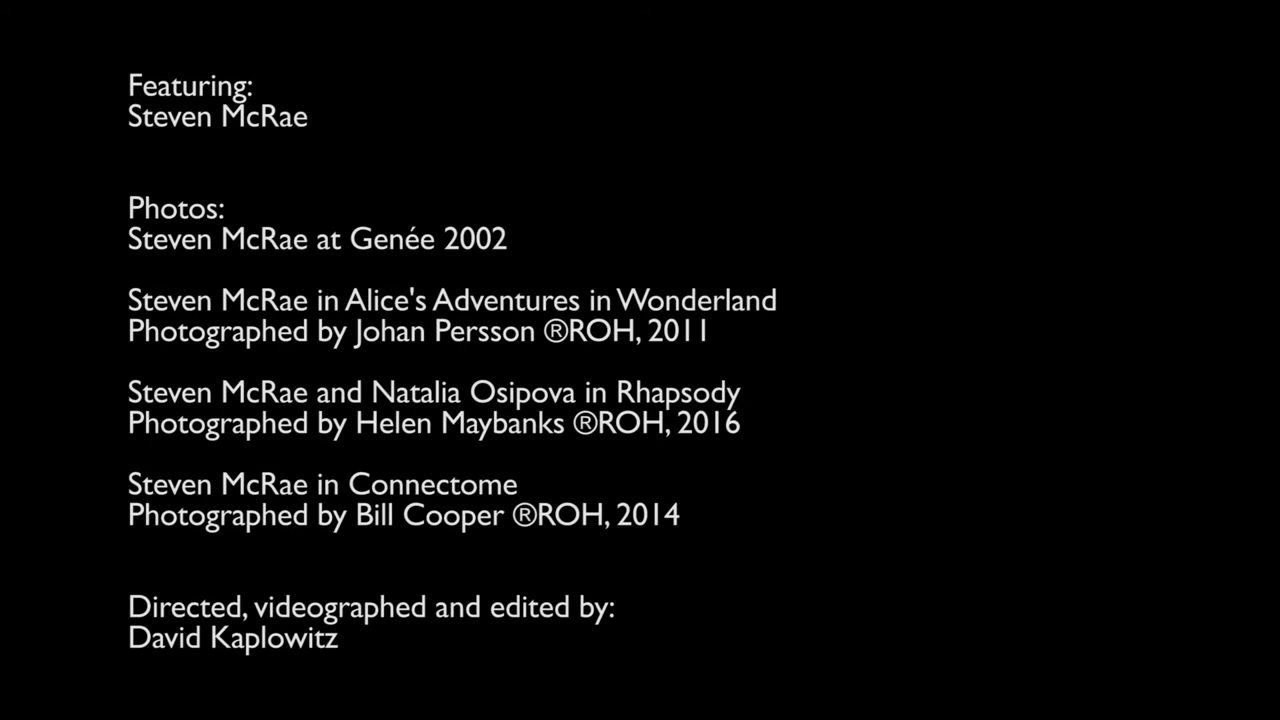 Featuring:
Steven McRae
Photos:
Steven McRae at Genée 2002
Steven McRae in Alice's Adventures in Wonderland
Photographed by Johan Persson ®ROH, 2011
Steven McRae and Natalia Osipova in Rhapsody
Photographed by Helen Maybanks ®ROH, 2016
Steven McRae in Connectome
Photographed by Bill Cooper ®ROH, 2014
Directed, videographed and edited by:
David Kaplowitz